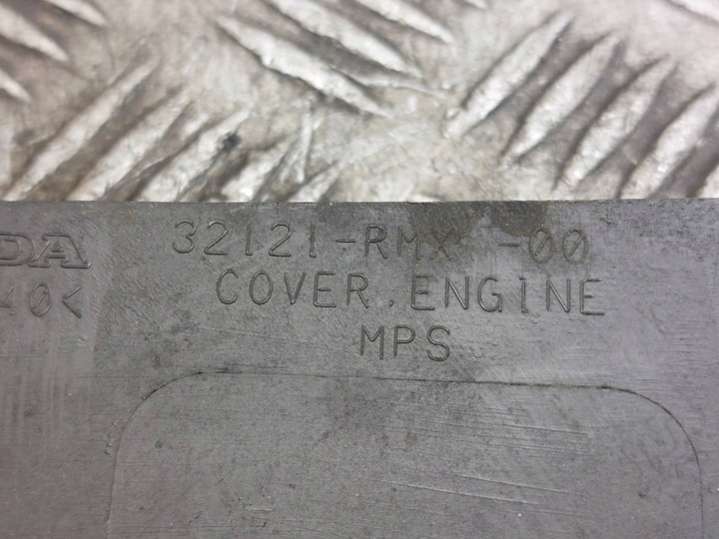 DA 32121-RMX -00
40< COVER,ENGINE
MPS